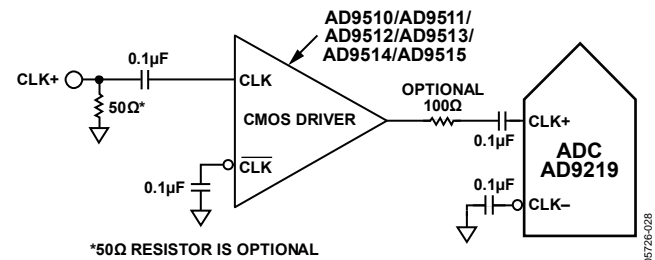 AD9510/AD9511/
AD9512/AD9513/
AD9514/AD9515
0.1µF
CLK+
50Ω*
CLK
CMOS DRIVER
CLK
0.1µF
OPTIONAL
100Ω
0.1µF
CLK+
ADC
AD9219
0.1µF
CLK–
*50Ω RESISTOR IS OPTIONAL
05726-028